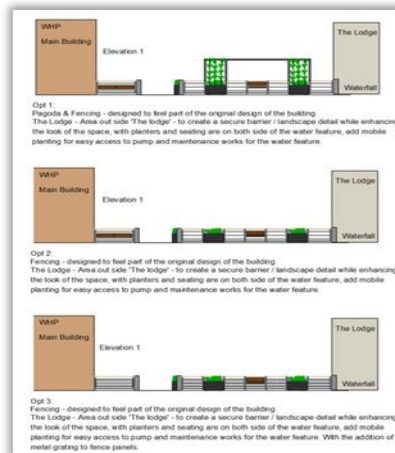 WHP
Main Building
Elevation 1
The Lodge
Waterfall
Opt 1:
Pagoda & Fencing - designed to feel part of the original design of the building.
The Lodge - Area out side 'The lodge' - to create a secure barrier / landscape detail while enhancing
the look of the space, with planters and seating are on both side of the water feature, add mobile
planting for easy access to pump and maintenance works for the water feature.
WHP
Main Building
Elevation 1
The Lodge
Waterfall
Opt 2:
Fencing - designed to feel part of the original design of the building.
The Lodge - Area out side 'The lodge' - to create a secure barrier / landscape detail while enhancing
the look of the space, with planters and seating are on both side of the water feature, add mobile
planting for easy access to pump and maintenance works for the water feature.
WHP
Main Building
Elevation 1
The Lodge
Waterfall
Opt 3:
Fencing - designed to feel part of the original design of the building.
The Lodge - Area out side 'The lodge' - to create a secure barrier / landscape detail while enhancing
the look of the space, with planters and seating are on both side of the water feature, add mobile
planting for easy access to pump and maintenance works for the water feature. With the addition of
metal grating to fence panels.